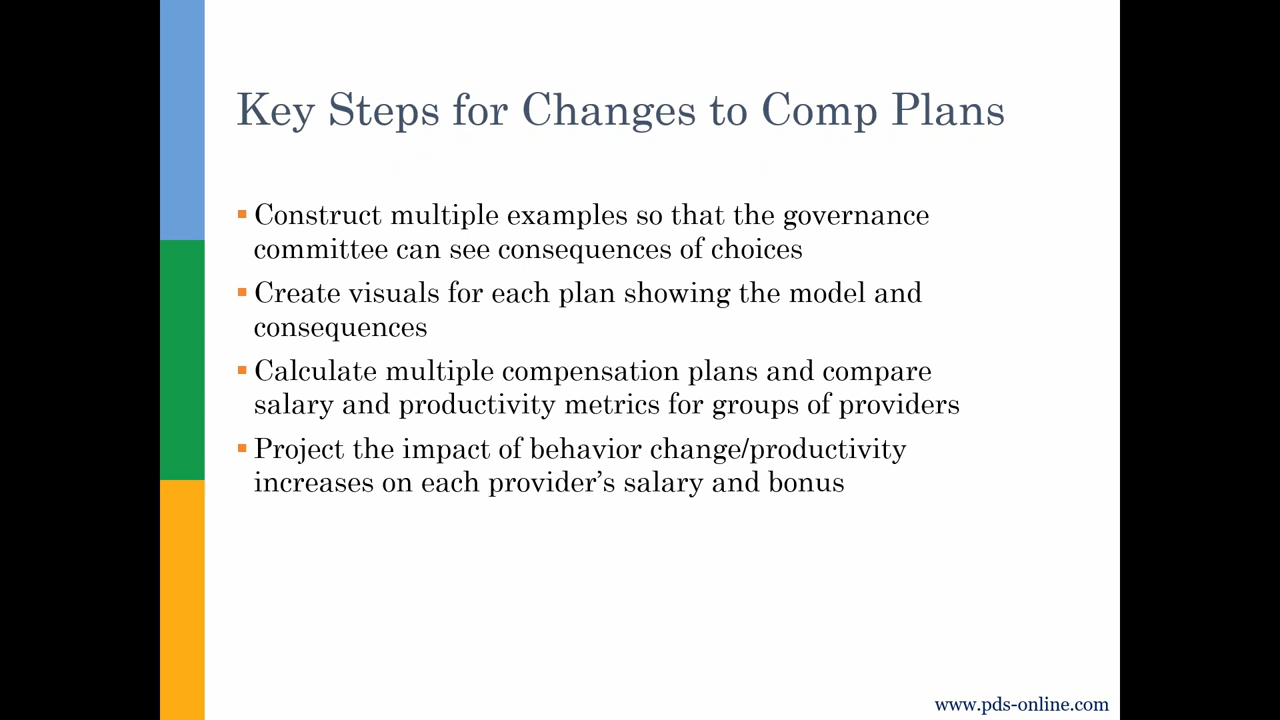 Key Steps for Changes to Comp Plans
Construct multiple examples so that the governance
committee can see consequences of choices
Create visuals for each plan showing the model and
consequences
Calculate multiple compensation plans and compare
salary and productivity metrics for groups of providers
Project the impact of behavior change/productivity
increases on each provider’s salary and bonus
www.pds-online.com